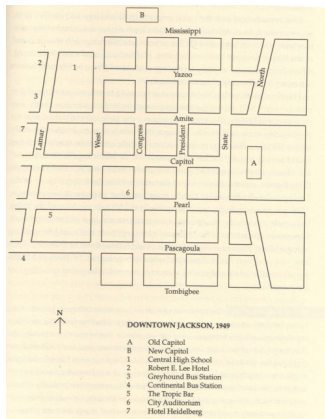 B
Mississippi
2
1
North
Yazoo
3
Amite
7
Lamar
West
Congress
President
State
A
Capitol
6
Pearl
5
Pascagoula
4
Tombigbee
N
DOWNTOWN JACKSON, 1949
A Old Capitol
B New Capitol
1 Central High School
2 Robert E. Lee Hotel
3 Greyhound Bus Station
4 Continental Bus Station
5 The Tropic Bar
6 City Auditorium
7 Hotel Heidelberg